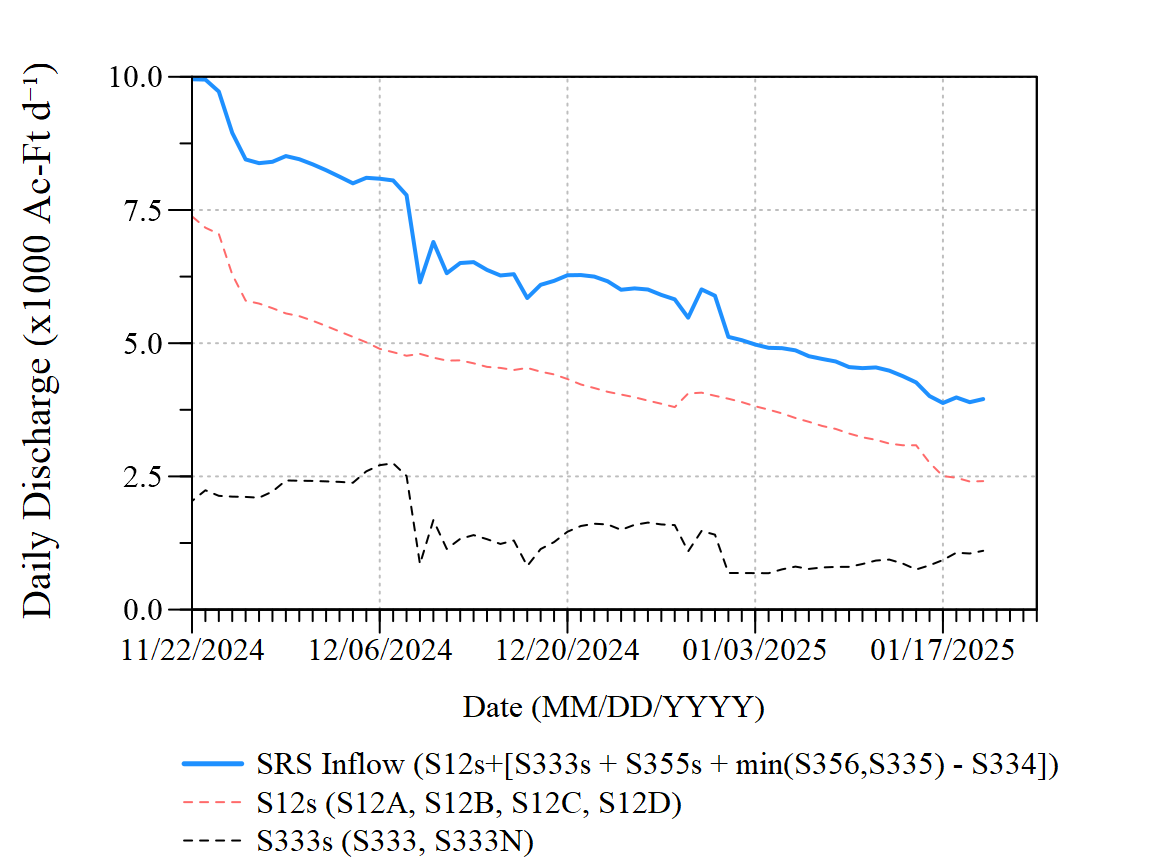 Daily Discharge (x1000 Ac-Ft d⁻¹)
10.0
7.5
5.0
2.5
0.0
11/22/2024 12/06/2024 12/20/2024 01/03/2025 01/17/2025
Date (MM/DD/YYYY)
SRS Inflow (S12s+[S333s + S355s + min(S356,S335) - S334])
S12s (S12A, S12B, S12C, S12D)
S333s (S333, S333N)